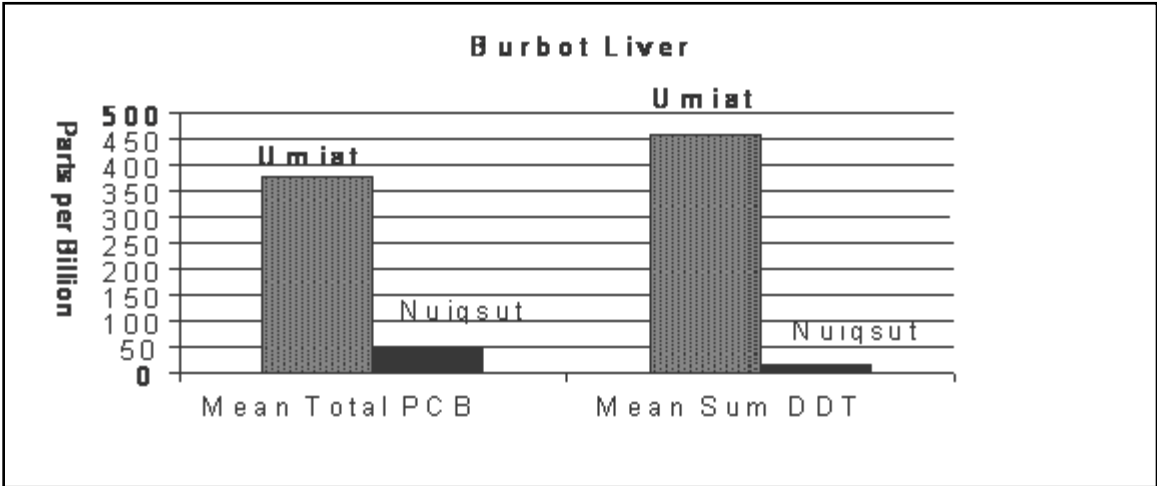 Burbot Liver
Parts per Billion
500
450
400
350
300
250
200
150
100
50
0
Umiat
Nuiqsut
Umiat
Nuiqsut
Mean Total PCB
Mean Sum DDT